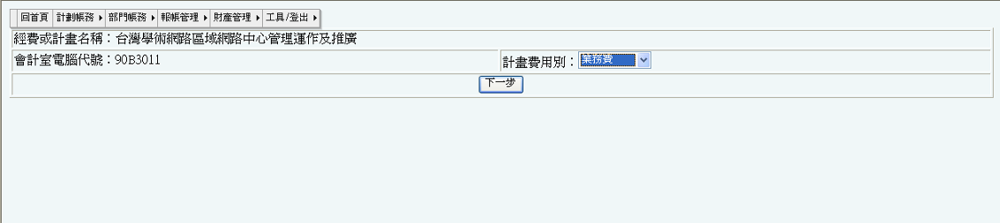 回首頁 計劃帳務 部門帳務 報帳管理 財產管理 工具/登出
經費或計畫名稱：台灣學術網路區域網路中心管理運作及推廣
會計室電腦代號：90B3011 計畫費用別：業務費
下一步